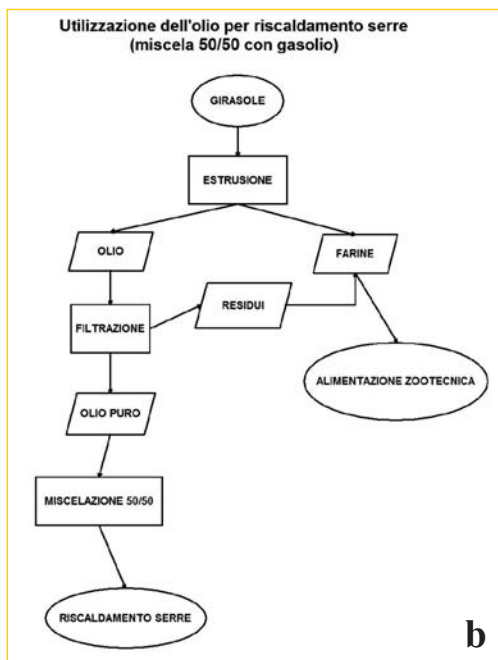 Utilizzazione dell'olio per riscaldamento serre
(miscela 50/50 con gasolio)
GIRASOLE
ESTRUSIONE
OLIO
FARINE
RESIDUI
FILTRAZIONE
ALIMENTAZIONE ZOOTECNICA
OLIO PURO
MISCELAZIONE 50/50
RISCALDAMENTO SERRE
b